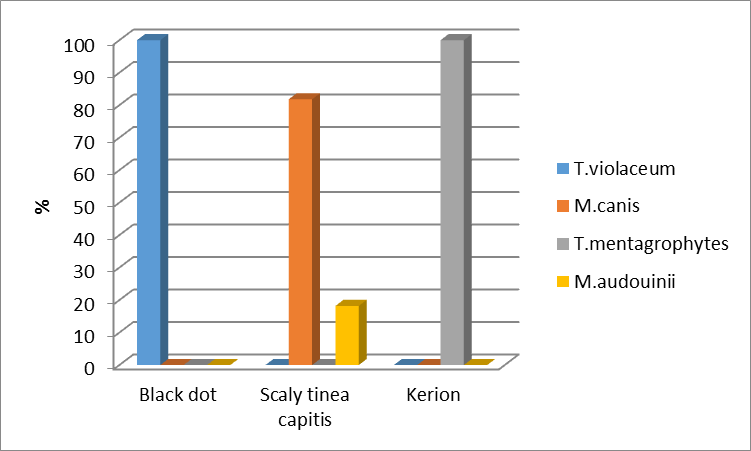 100
90
80
70
60
50
40
30
20
10
0
%
Black dot
Scaly tinea
capitis
Kerion
T.violaceum
M.canis
T.mentagrophytes
M.audouinii